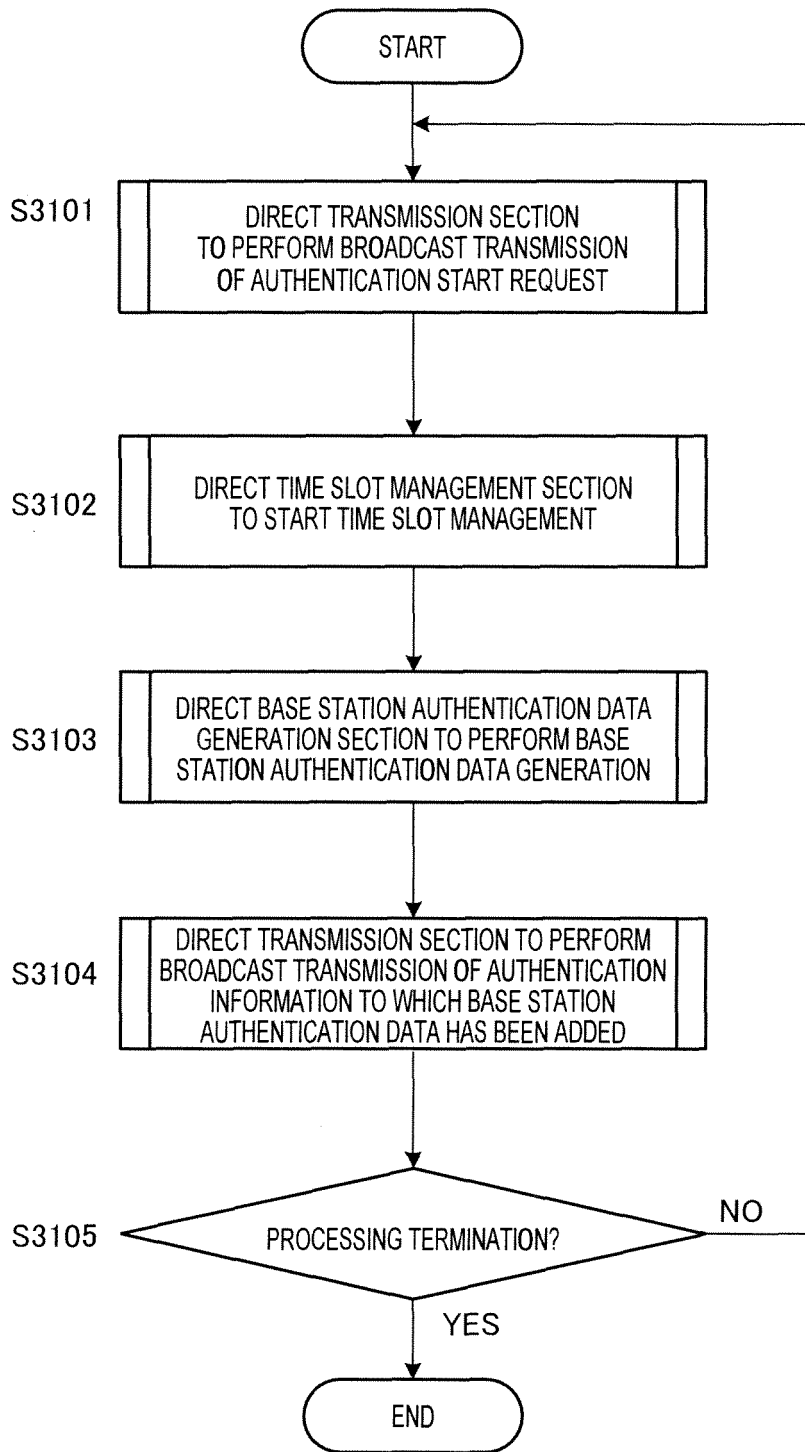 START
S3101
DIRECT TRANSMISSION SECTION
TO PERFORM BROADCAST TRANSMISSION
OF AUTHENTICATION START REQUEST
S3102
DIRECT TIME SLOT MANAGEMENT SECTION
TO START TIME SLOT MANAGEMENT
S3103
DIRECT BASE STATION AUTHENTICATION DATA
GENERATION SECTION TO PERFORM BASE
STATION AUTHENTICATION DATA GENERATION
S3104
DIRECT TRANSMISSION SECTION TO PERFORM
BROADCAST TRANSMISSION OF AUTHENTICATION
INFORMATION TO WHICH BASE STATION
AUTHENTICATION DATA HAS BEEN ADDED
S3105
PROCESSING TERMINATION?
NO
YES
END